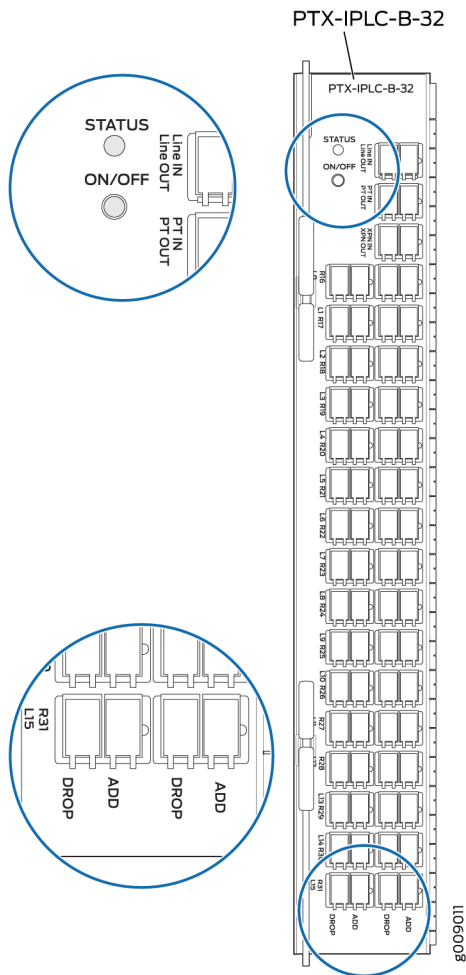 PTX-IPLC-B-32
PTX-IPLC-B-32
STATUS
ON/OFF
Line IN
Line OUT
PT IN
PT OUT
STATUS
ON/OFF
Line IN
Line OUT
PT IN
PT OUT
XPN IN
XPN OUT
R16
L1 R17
L2 R18
L3 R19
L4 R20
L5 R21
L6 R22
L7 R23
L8 R24
L9 R25
L10 R26
R27
R28
L13 R29
L14 R30
R31
L15
DROP
ADD
DROP
ADD
R31
L15
DROP
ADD
DROP
ADD
g006011